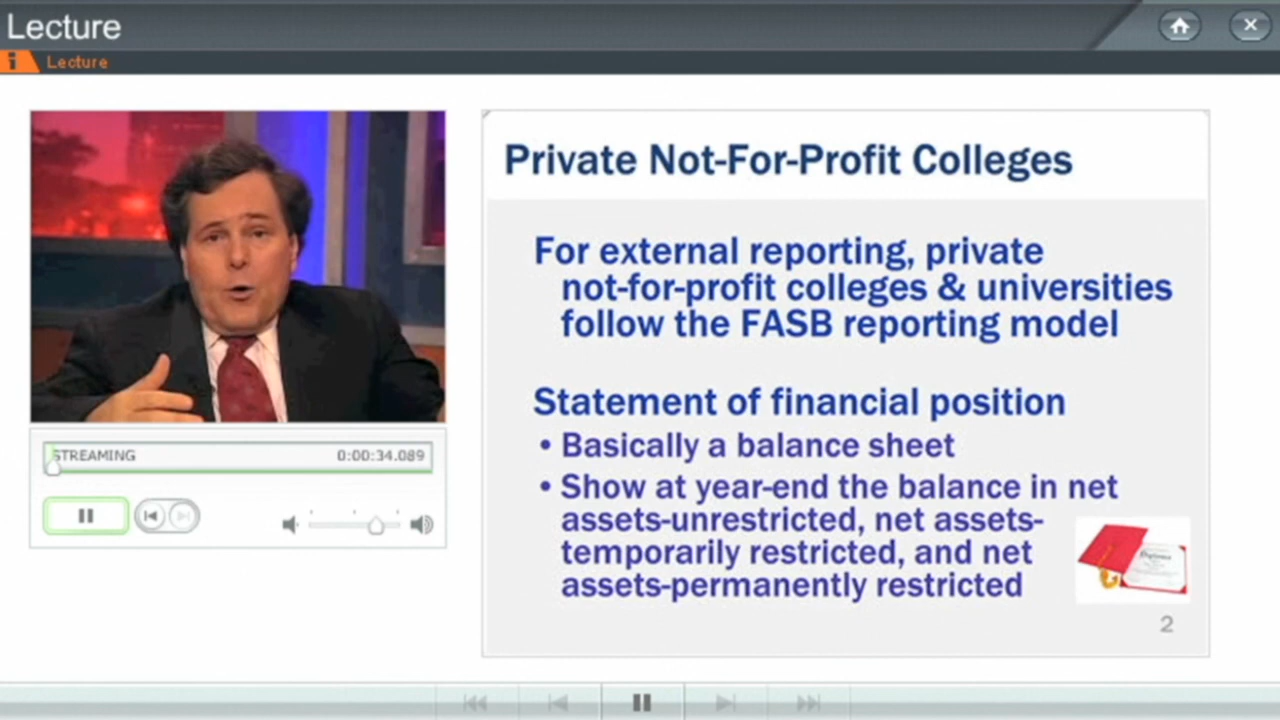 Lecture
i Lecture
Private Not-For-Profit Colleges
For external reporting, private
not-for-profit colleges & universities
follow the FASB reporting model
Statement of financial position
• Basically a balance sheet
• Show at year-end the balance in net
assets-unrestricted, net assets-
temporarily restricted, and net
assets-permanently restricted
Diploma
2
STREAMING 0:00:34.089